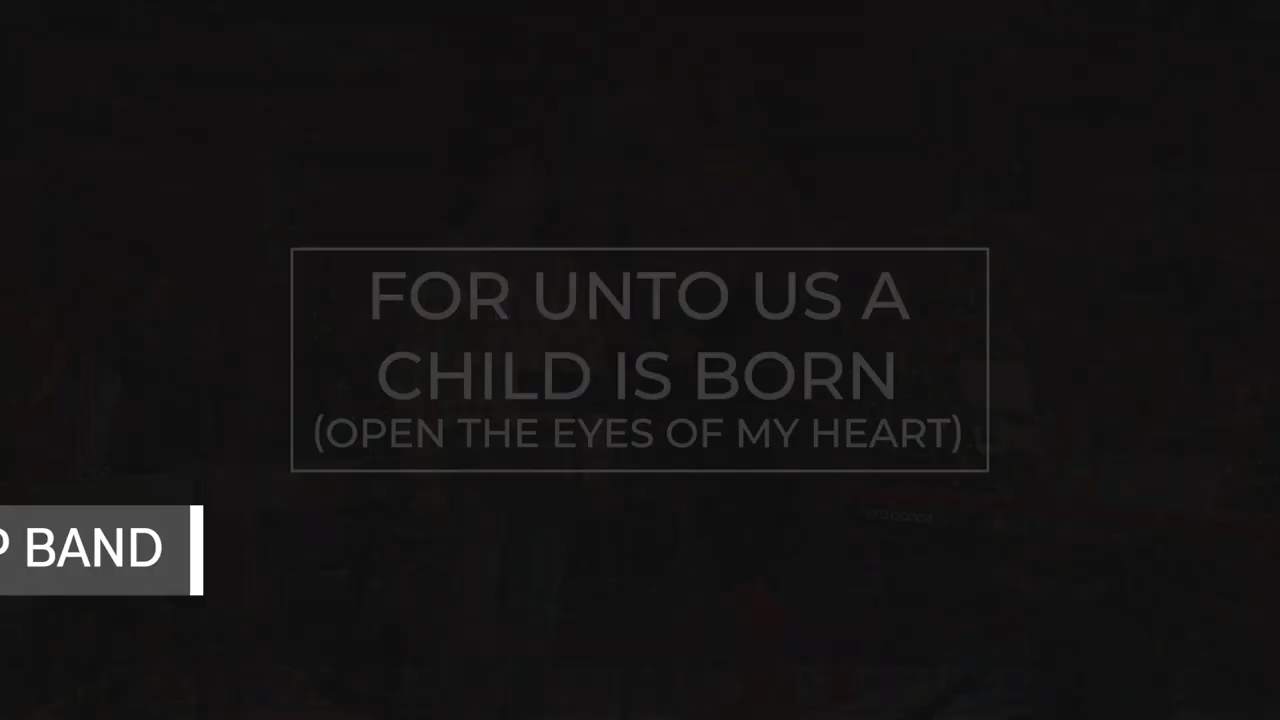 FOR UNTO US A
CHILD IS BORN
(OPEN THE EYES OF MY HEART)
P BAND